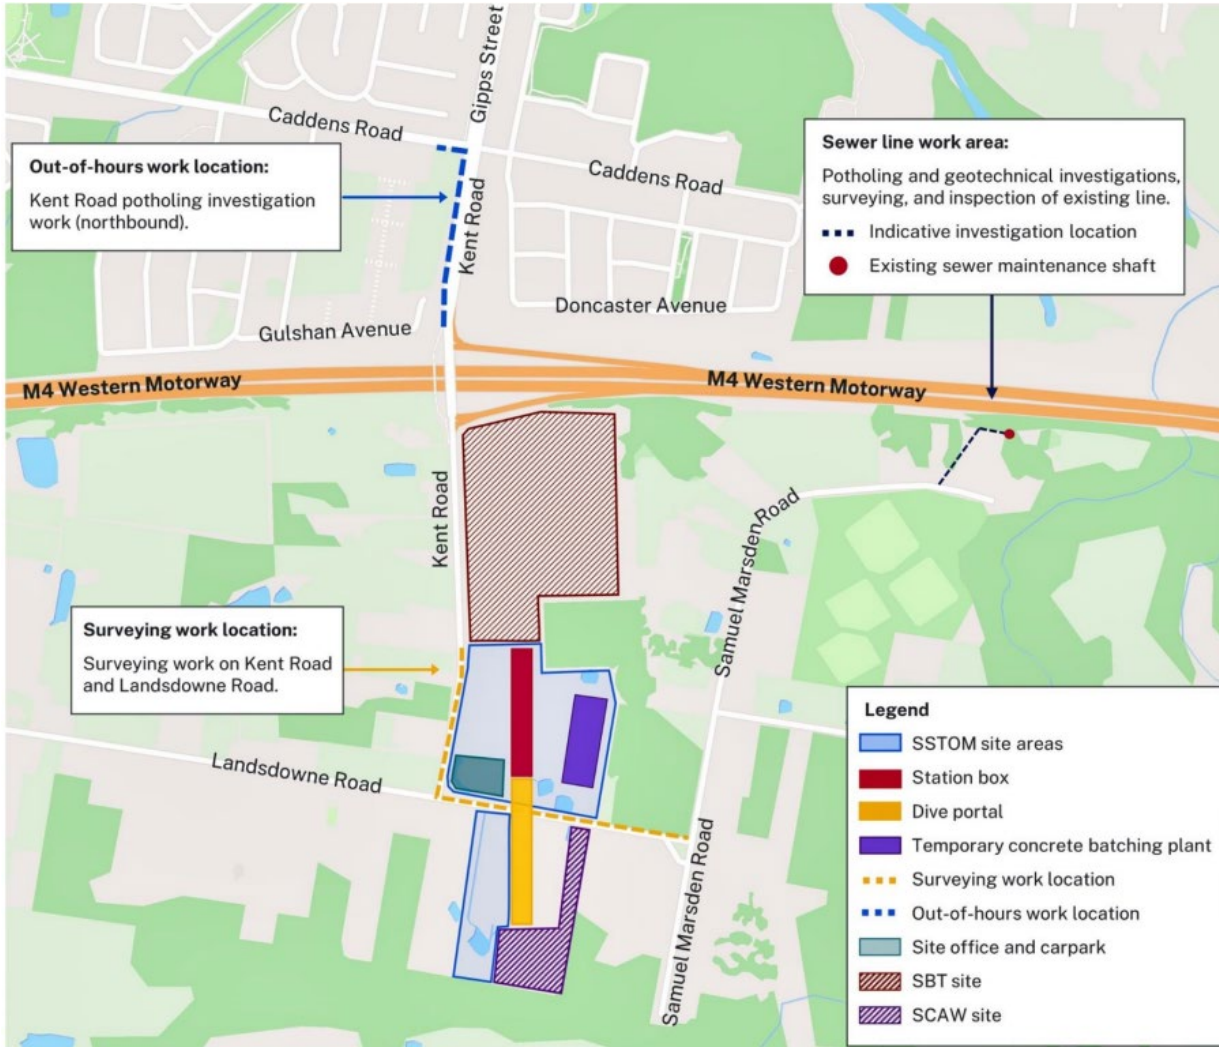 Gipps Street
Caddens Road
Out-of-hours work location:
Kent Road potholing investigation
work (northbound).
Kent Road
Caddens Road
Sewer line work area:
Potholing and geotechnical investigations,
surveying, and inspection of existing line.
Indicative investigation location
Existing sewer maintenance shaft
Doncaster Avenue
Gulshan Avenue
M4 Western Motorway
M4 Western Motorway
Kent Road
Samuel Marsden Road
Surveying work location:
Surveying work on Kent Road
and Landsdowne Road.
Landsdowne Road
Samuel Marsden Road
Legend
SSTOM site areas
Station box
Dive portal
Temporary concrete batching plant
Surveying work location
Out-of-hours work location
Site office and carpark
SBT site
SCAW site